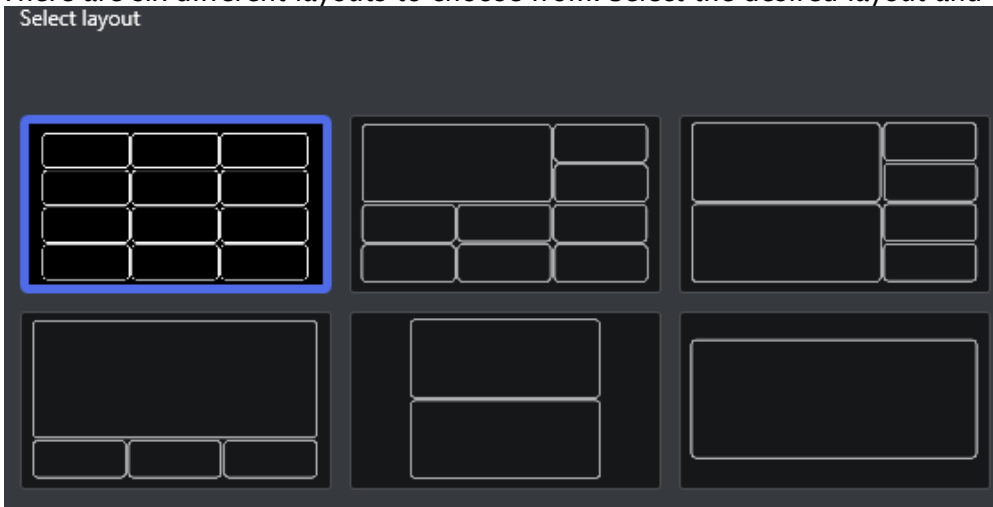 There are six different layouts to choose from. Select the desired layout and
Select layout